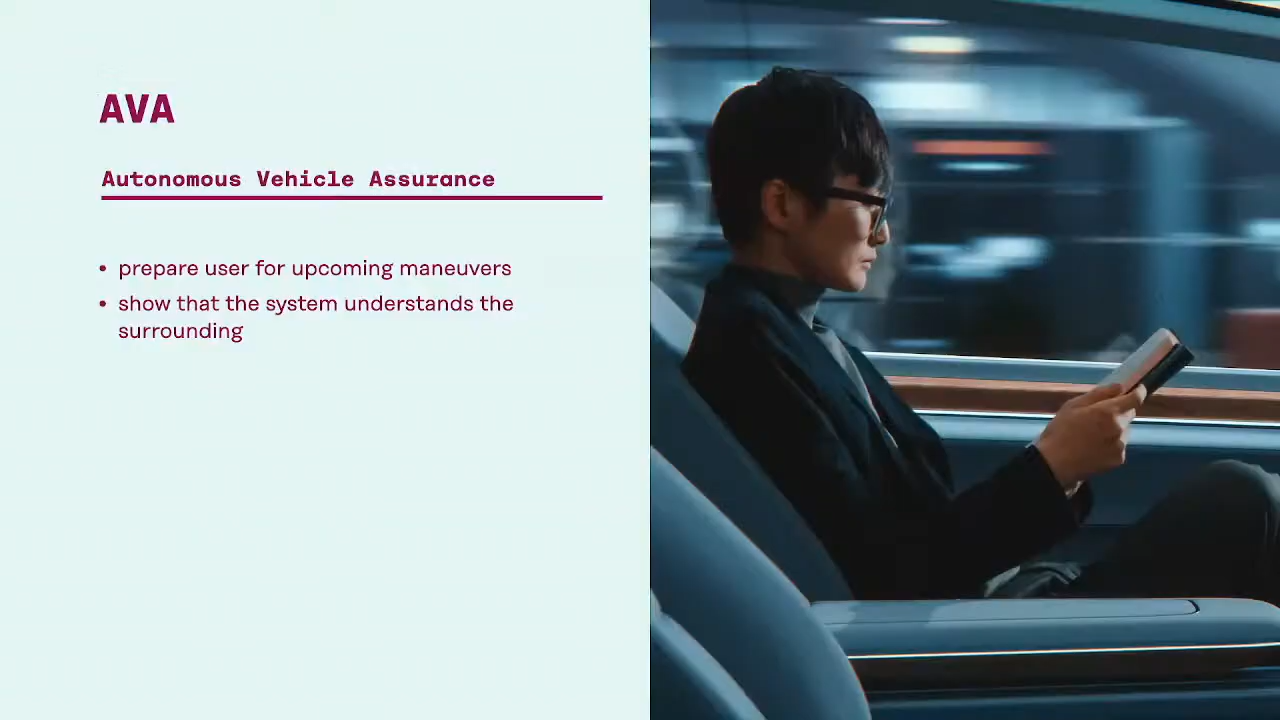 AVA
Autonomous Vehicle Assurance
• prepare user for upcoming maneuvers
• show that the system understands the
surrounding